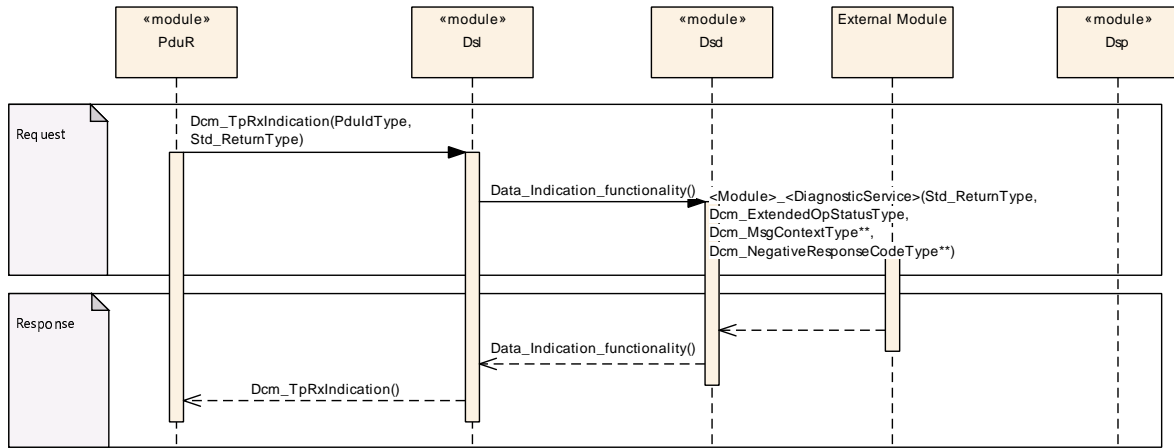 «module»
PduR
«module»
Dsl
«module»
Dsd
External Module
«module»
Dsp
Request
Dcm_TpRxIndication(PduIdType,
Std_ReturnType)
Data_Indication_functionality()
<Module>_<DiagnosticService>(Std_ReturnType,
Dcm_ExtendedOpStatusType,
Dcm_MsgContextType**,
Dcm_NegativeResponseCodeType**)
Response
Data_Indication_functionality()
Dcm_TpRxIndication()